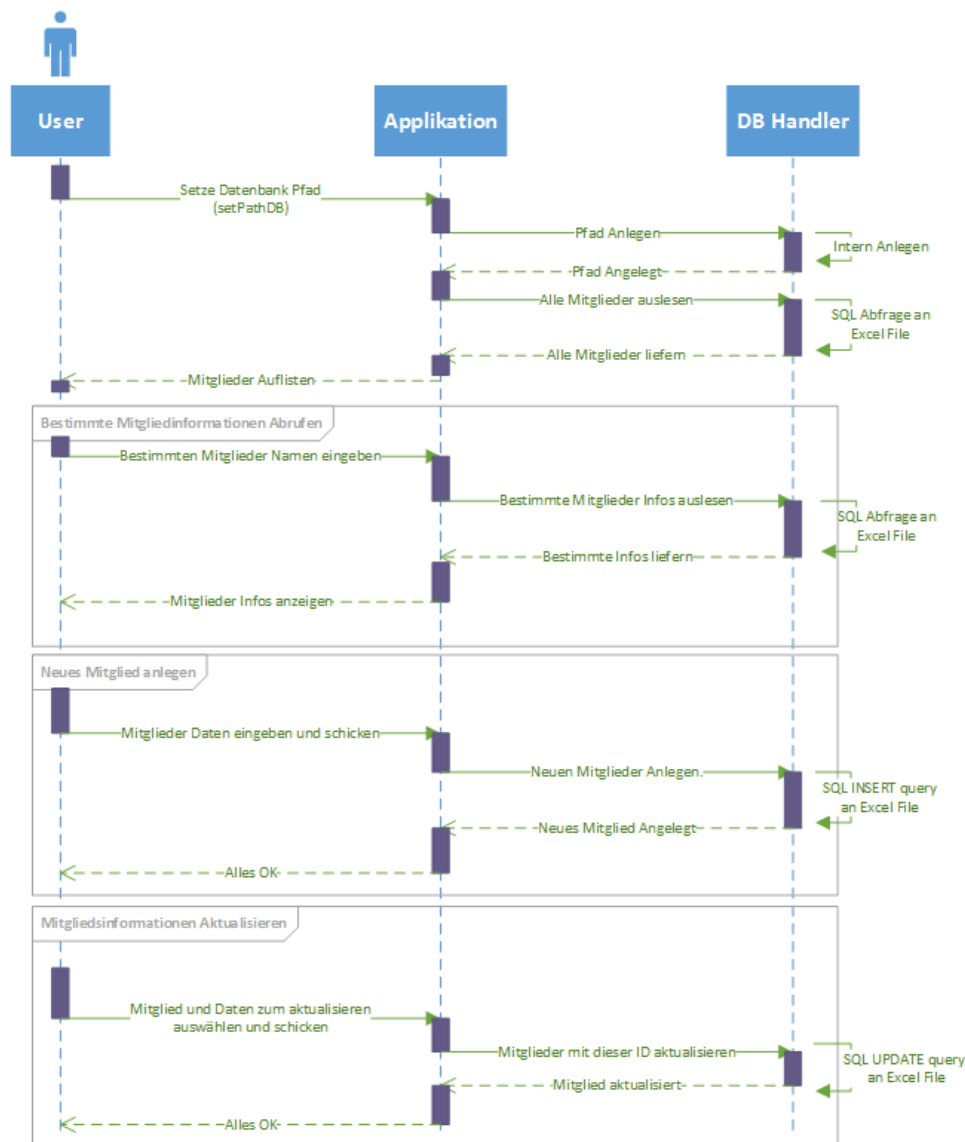 User
Applikation
DB Handler
Setze Datenbank Pfad
(setPathDB)
Pfad Anlegen
Intern Anlegen
Pfad Angelegt
Alle Mitglieder auslesen
SQL Abfrage an
Excel File
Alle Mitglieder liefern
Mitglieder Auflisten
Bestimmte Mitgliedinformationen Abrufen
Bestimmten Mitglieder Namen eingeben
Bestimmte Mitglieder Infos auslesen
SQL Abfrage an
Excel File
Bestimmte Infos liefern
Mitglieder Infos anzeigen
Neues Mitglied anlegen
Mitglieder Daten eingeben und schicken
Neuen Mitglieder Anlegen.
SQL INSERT query
an Excel File
Neues Mitglied Angelegt
Alles OK
Mitgliedsinformationen Aktualisieren
Mitglied und Daten zum aktualisieren
auswählen und schicken
Mitglieder mit dieser ID aktualisieren
SQL UPDATE query
an Excel File
Mitglied aktualisiert
Alles OK